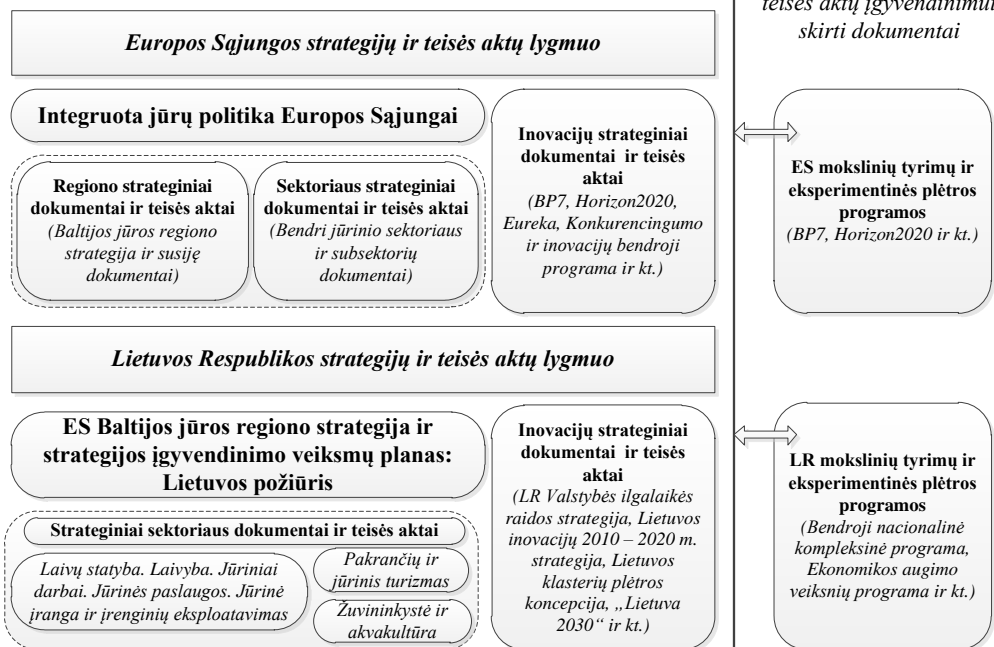 teisės aktų įgyvendinimui
skirti dokumentai
Europos Sąjungos strategijų ir teisės aktų lygmuo
Integruota jūrų politika Europos Sąjungai
Regiono strateginiai
dokumentai ir teisės aktai
(Baltijos jūros regiono
strategija ir susiję
dokumentai)
Sektoriaus strateginiai
dokumentai ir teisės aktai
(Bendri jūrinio sektoriaus
ir subsektorių
dokumentai)
Inovacijų strateginiai
dokumentai ir teisės
aktai
(BP7, Horizon2020,
Eureka, Konkurencingumo
ir inovacijų bendroji
programa ir kt.)
ES mokslinių tyrimų ir
eksperimentinės plėtros
programos
(BP7, Horizon2020 ir kt.)
Lietuvos Respublikos strategijų ir teisės aktų lygmuo
ES Baltijos jūros regiono strategija ir
strategijos įgyvendinimo veiksmų planas:
Lietuvos požiūris
Strateginiai sektoriaus dokumentai ir teisės aktai
Laivų statyba. Laivyba. Jūriniai
darbai. Jūrinės paslaugos. Jūrinė
įranga ir įrenginių eksploatavimas
Pakrančių ir
jūrinis turizmas
Žuvininkystė ir
akvakultūra
Inovacijų strateginiai
dokumentai ir teisės
aktai
(LR Valstybės ilgalaikės
raidos strategija, Lietuvos
inovacijų 2010 – 2020 m.
strategija, Lietuvos
klasterių plėtros
koncepcija, „Lietuva
2030“ ir kt.)
LR mokslinių tyrimų ir
eksperimentinės plėtros
programos
(Bendroji nacionalinė
kompleksinė programa,
Ekonomikos augimo
veiksnių programa ir kt.)